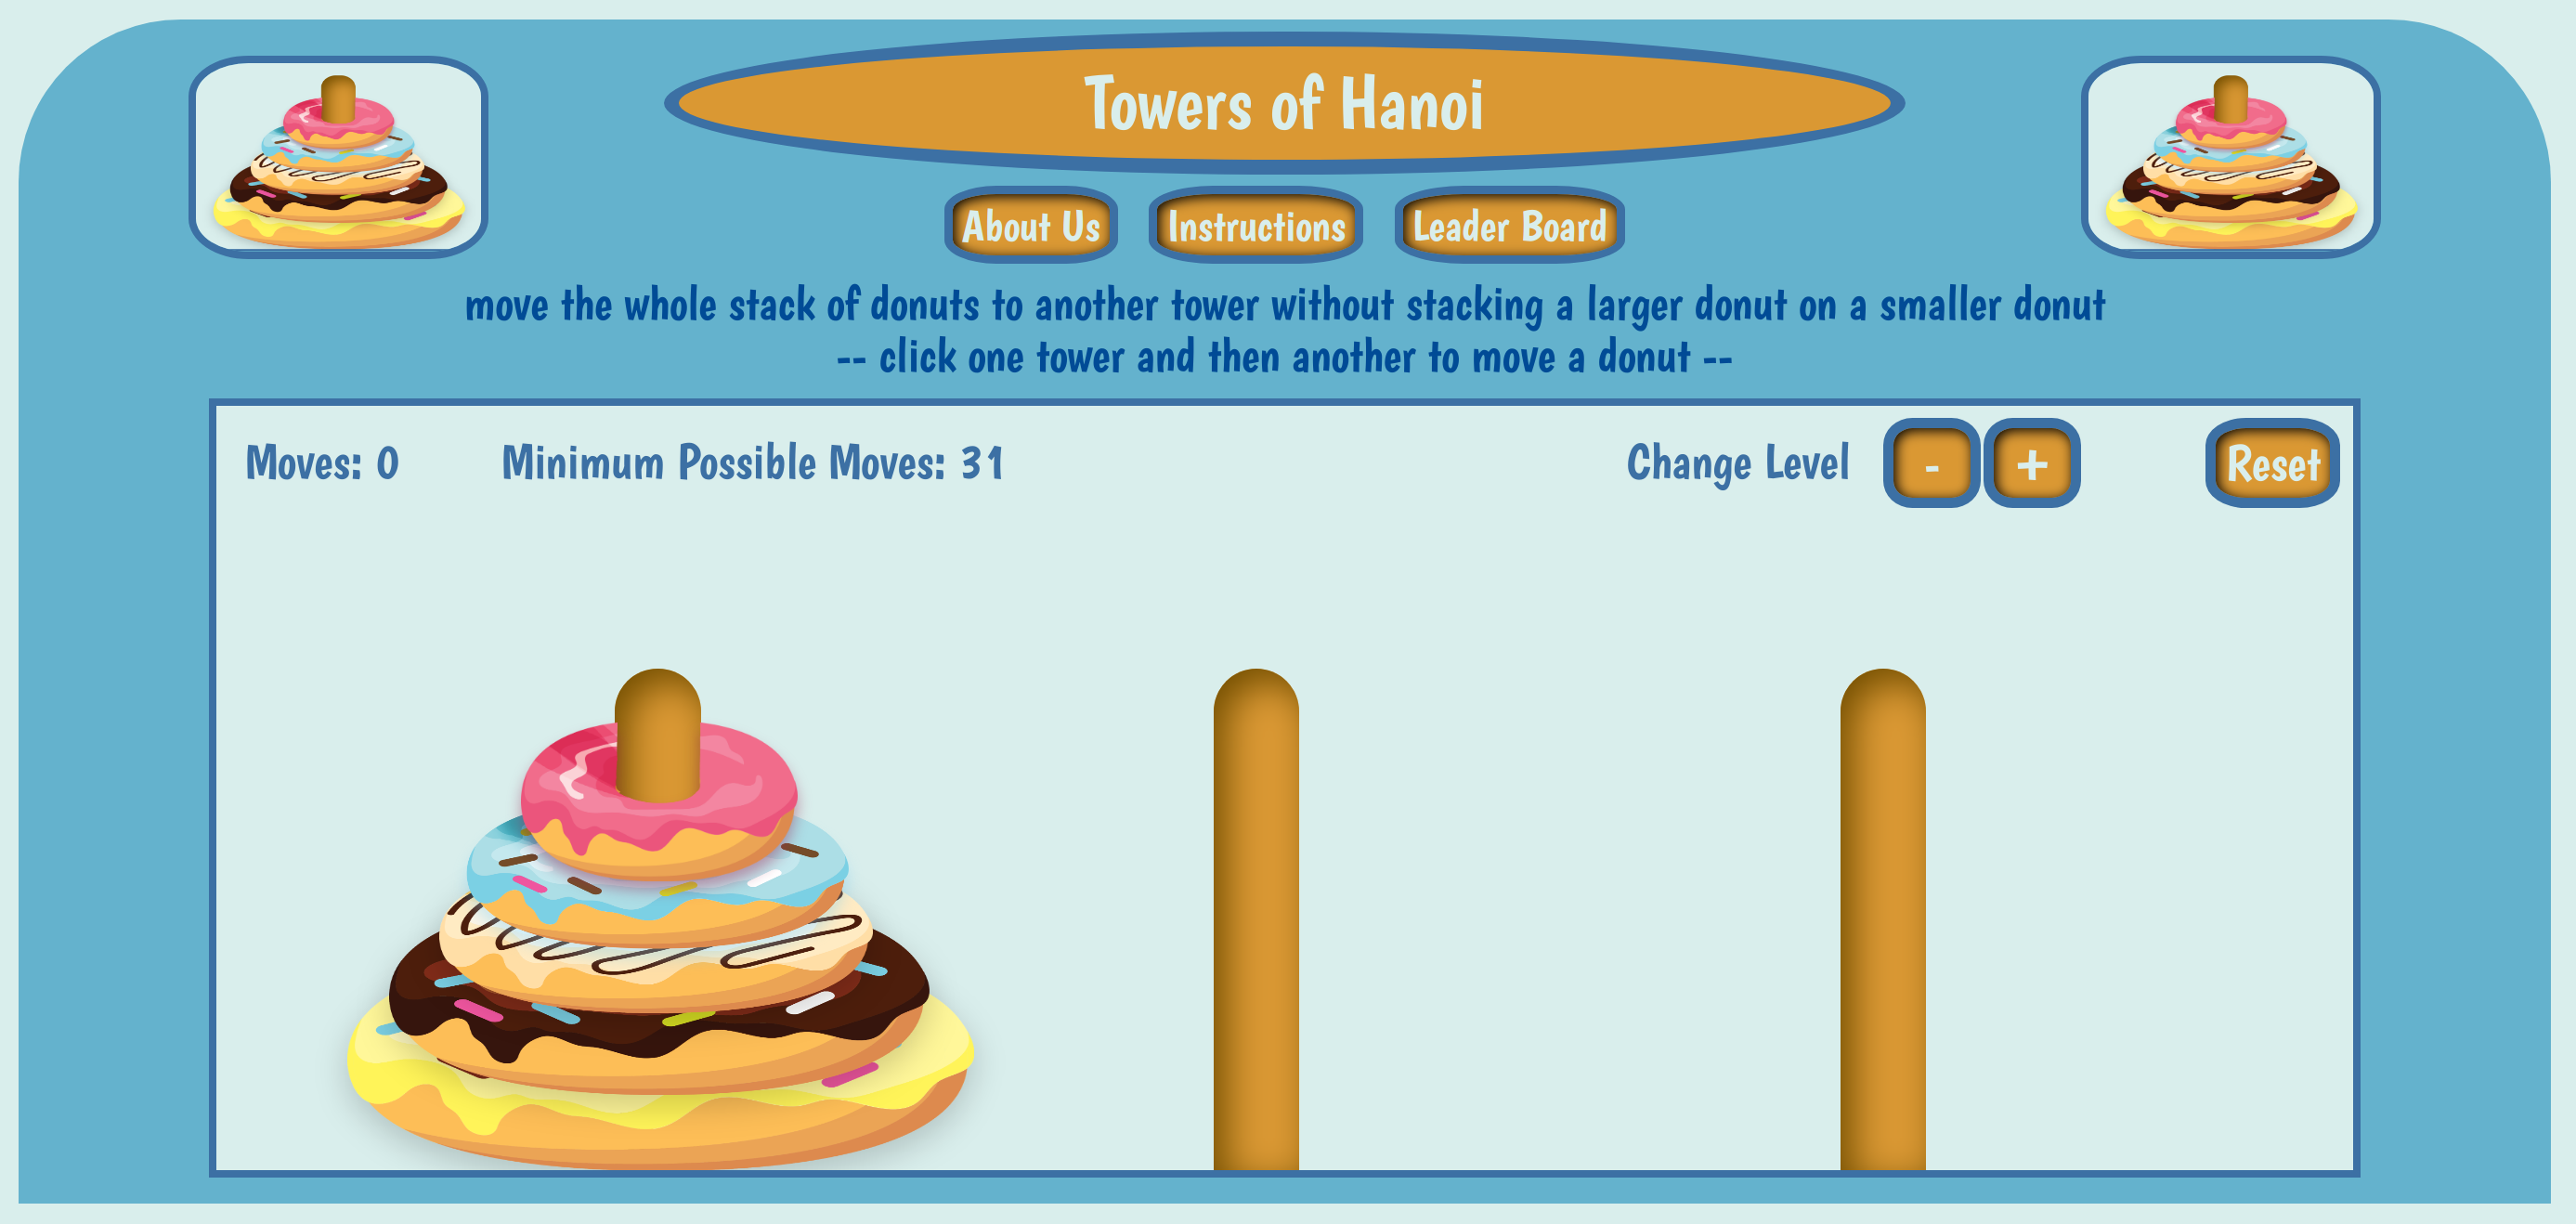 Towers of Hanoi
About Us Instructions Leader Board
move the whole stack of donuts to another tower without stacking a larger donut on a smaller donut
-- click one tower and then another to move a donut --
Moves: 0 Minimum Possible Moves: 31 Change Level - + Reset